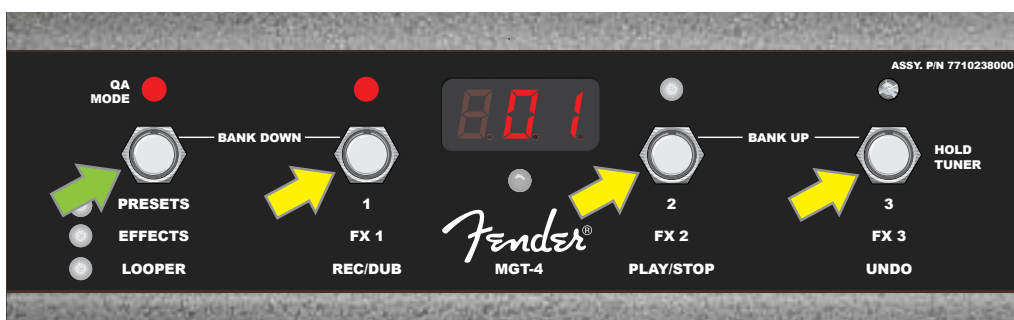 ASSY. P/N 7710238000
QA
MODE
BANK DOWN
01
BANK UP
HOLD
TUNER
PRESETS
1
2
3
EFFECTS
FX 1
Fender®
FX 2
FX 3
LOOPER
REC/DUB
MGT-4
PLAY/STOP
UNDO